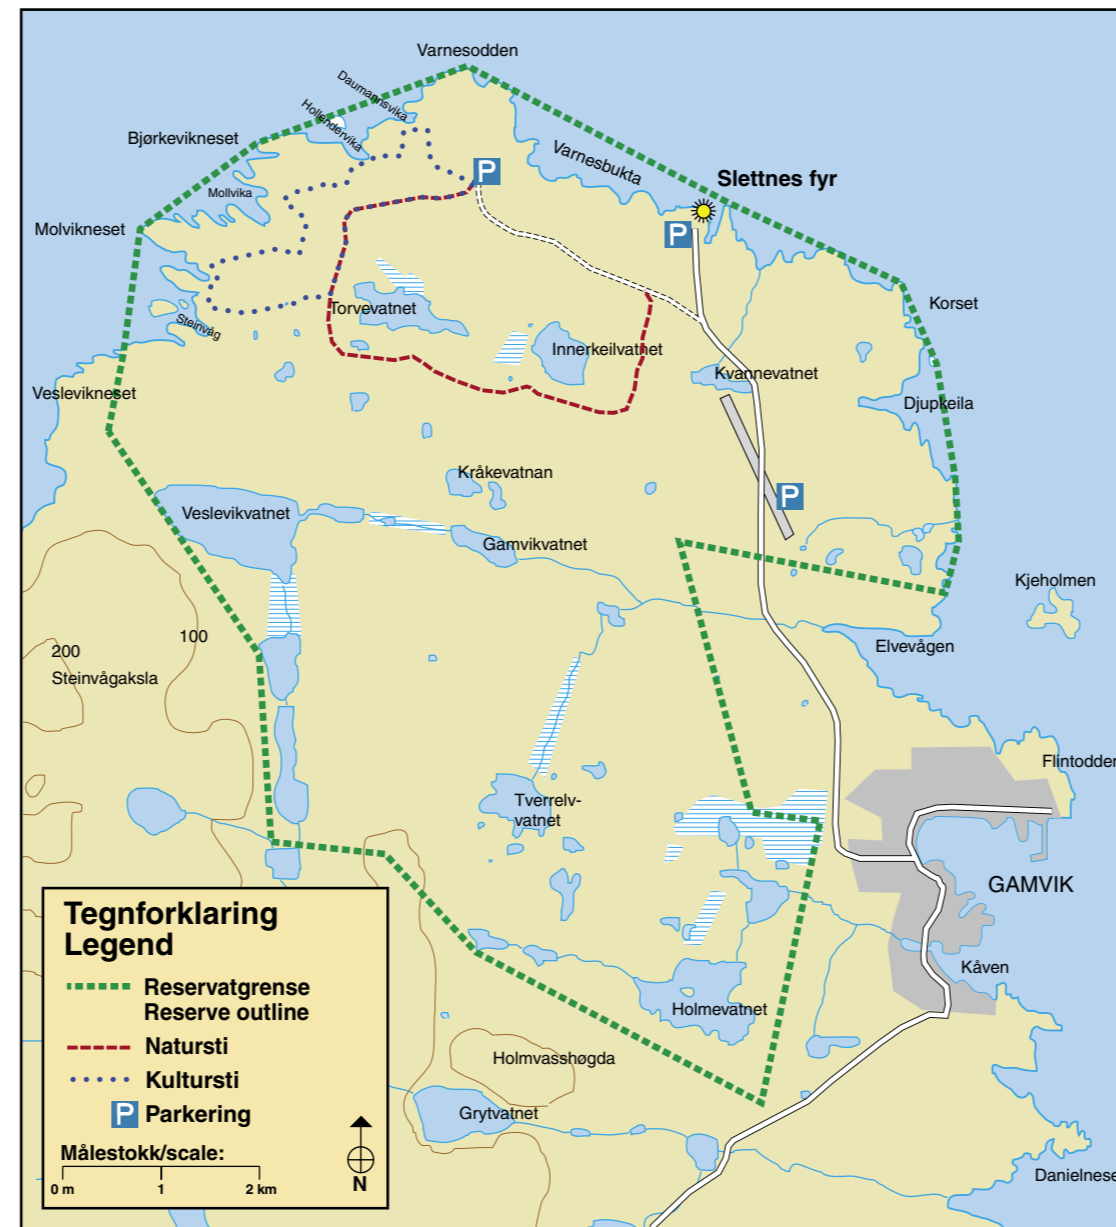 Varnesodden
Daumannsvika
Hollendervika
Bjørkevikneset
P
Varnesbukta
Slettnes fyr
Mollvika
Molvikneset
P
Korset
Steinvåg
Torvevatnet
Innerkeilvatnet
Kvannevatnet
Veslevikneset
Djupkeila
Kråkevatnan
P
Veslevikvatnet
Gamvikvatnet
Kjeholmen
100
200
Steinvågaksla
Elvevågen
Flintodden
Tverrelv-
vatnet
GAMVIK
Kåven
Holmevatnet
Holmvasshøgda
Grytvatnet
Danielnese
Tegnforklaring
Legend
Reservatgrense
Reserve outline
Natursti
Kultursti
P Parkering
Målestokk/scale:
0 m 1 2 km
N